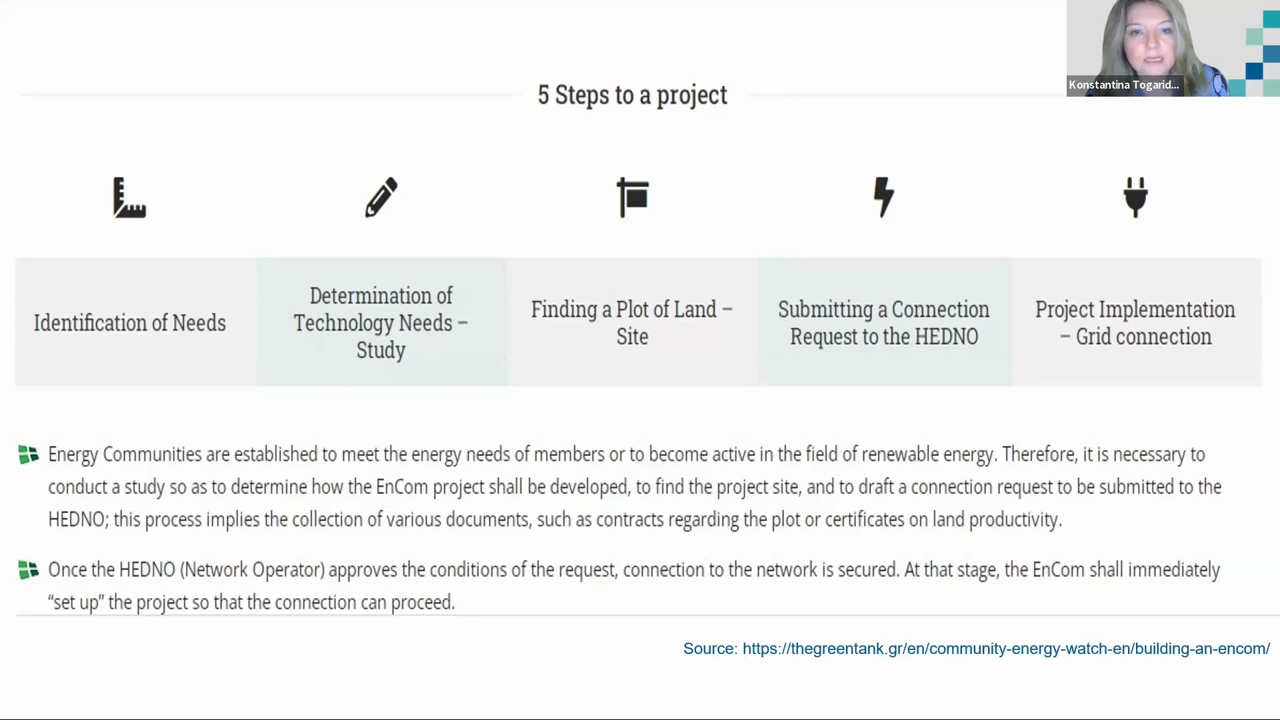 Konstantina Togarid...
5 Steps to a project
Identification of Needs
Determination of
Technology Needs –
Study
Finding a Plot of Land –
Site
Submitting a Connection
Request to the HEDNO
Project Implementation
– Grid connection
Energy Communities are established to meet the energy needs of members or to become active in the field of renewable energy. Therefore, it is necessary to
conduct a study so as to determine how the EnCom project shall be developed, to find the project site, and to draft a connection request to be submitted to the
HEDNO; this process implies the collection of various documents, such as contracts regarding the plot or certificates on land productivity.
Once the HEDNO (Network Operator) approves the conditions of the request, connection to the network is secured. At that stage, the EnCom shall immediately
“set up” the project so that the connection can proceed.
Source: https://thegreentank.gr/en/community-energy-watch-en/building-an-encom/